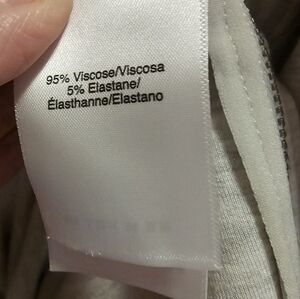 95% Viscose/Viscosa
5% Elastane/
Élasthanne/Elastano